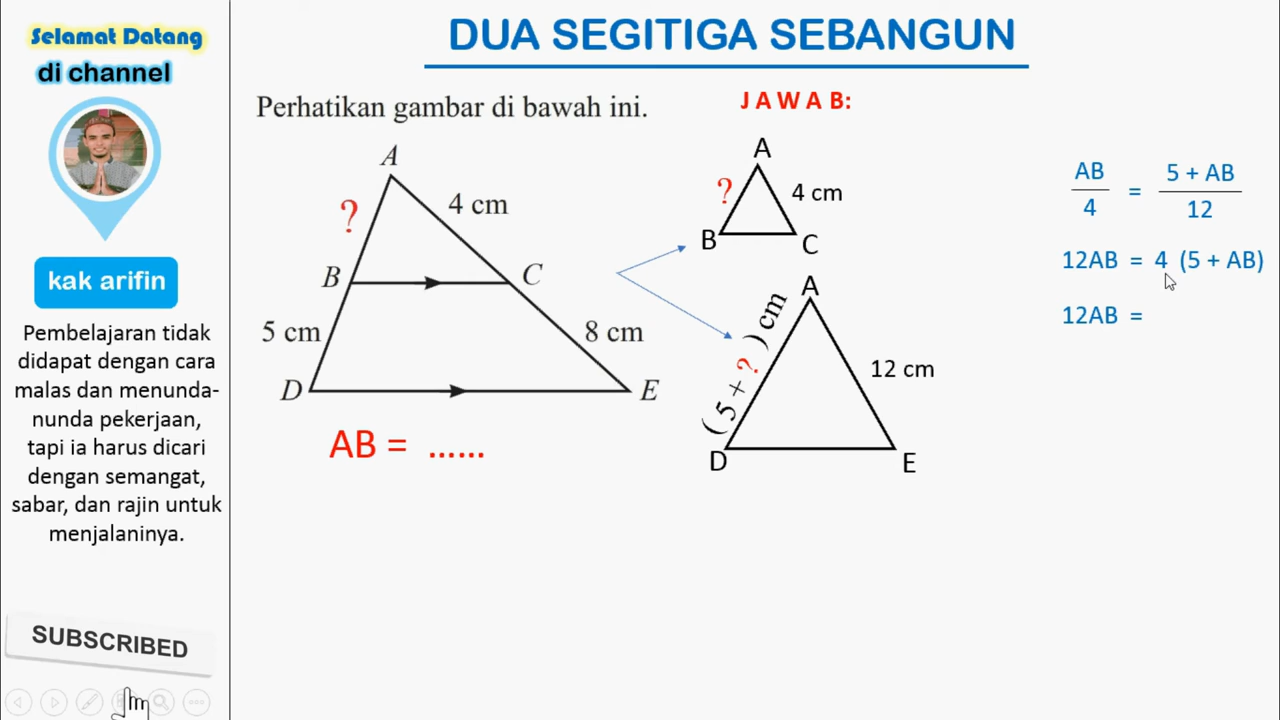 Selamat Datang
di channel
kak arifin
Pembelajaran tidak
didapat dengan cara
malas dan menunda-
nunda pekerjaan,
tapi ia harus dicari
dengan semangat,
sabar, dan rajin untuk
menjalaninya.
SUBSCRIBED
DUA SEGITIGA SEBANGUN
Perhatikan gambar di bawah ini.
A
?
4 cm
B
C
5 cm
8 cm
D
E
AB = ......
J A W A B:
A
?
4 cm
B
C
A
( 5 + ? ) cm
12 cm
D
E
AB/4 = 5 + AB/12
12AB = 4 (5 + AB)
12AB =